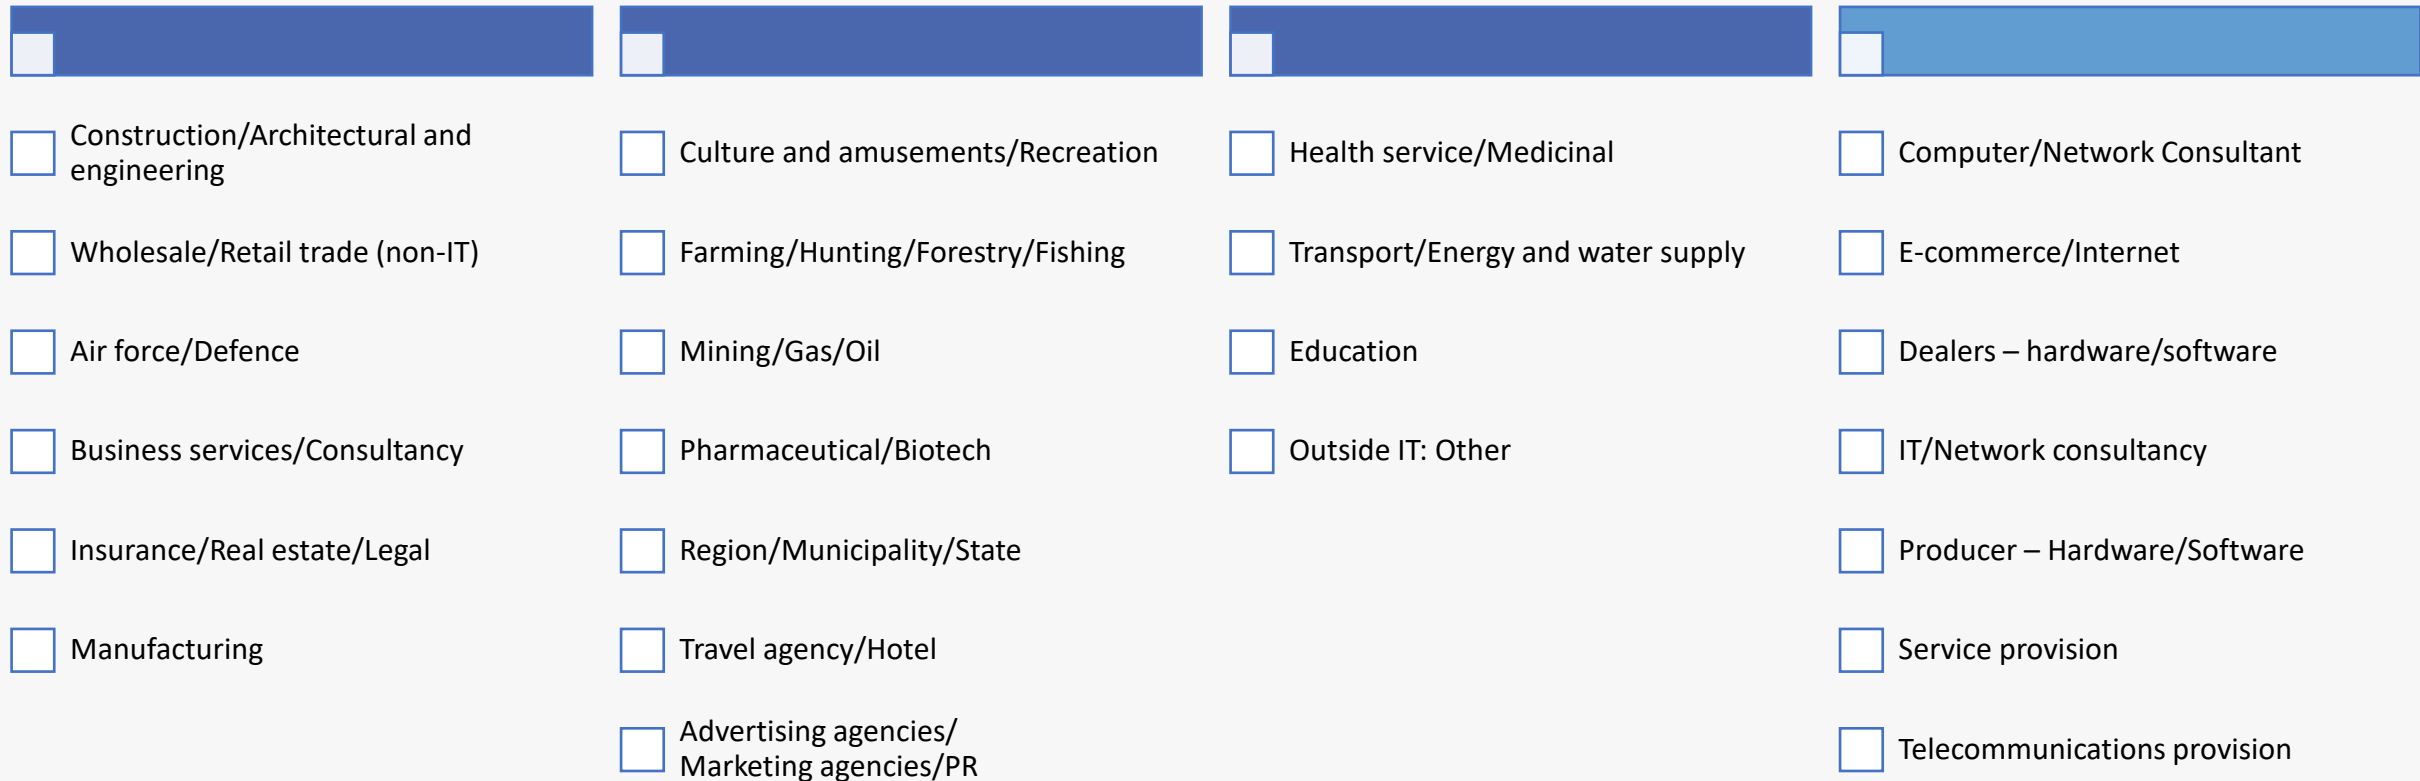 Construction/Architectural and
engineering
Wholesale/Retail trade (non-IT)
Air force/Defence
Business services/Consultancy
Insurance/Real estate/Legal
Manufacturing
Culture and amusements/Recreation
Farming/Hunting/Forestry/Fishing
Mining/Gas/Oil
Pharmaceutical/Biotech
Region/Municipality/State
Travel agency/Hotel
Advertising agencies/
Marketing agencies/PR
Health service/Medicinal
Transport/Energy and water supply
Education
Outside IT: Other
Computer/Network Consultant
E-commerce/Internet
Dealers – hardware/software
IT/Network consultancy
Producer – Hardware/Software
Service provision
Telecommunications provision